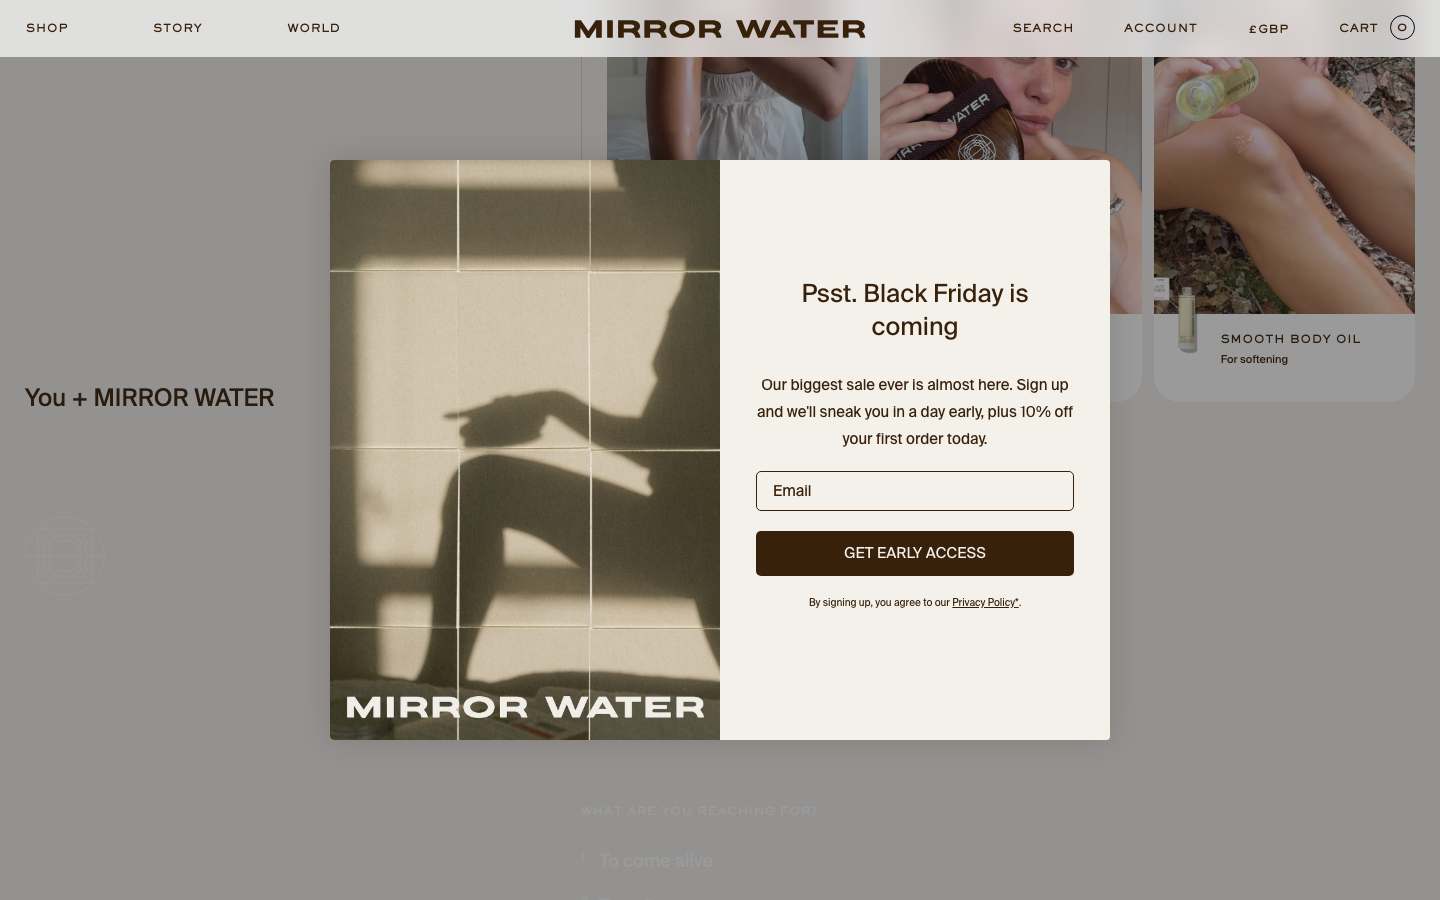 SHOP
STORY
WORLD
MIRROR WATER
SEARCH
ACCOUNT
£GBP
CART
0
WATER
SMOOTH BODY OIL
For softening
You + MIRROR WATER
Psst. Black Friday is
coming
Our biggest sale ever is almost here. Sign up
and we'll sneak you in a day early, plus 10% off
your first order today.
Email
GET EARLY ACCESS
By signing up, you agree to our Privacy Policy*.
MIRROR WATER
WHAT ARE YOU REACHING FOR?
To come alive